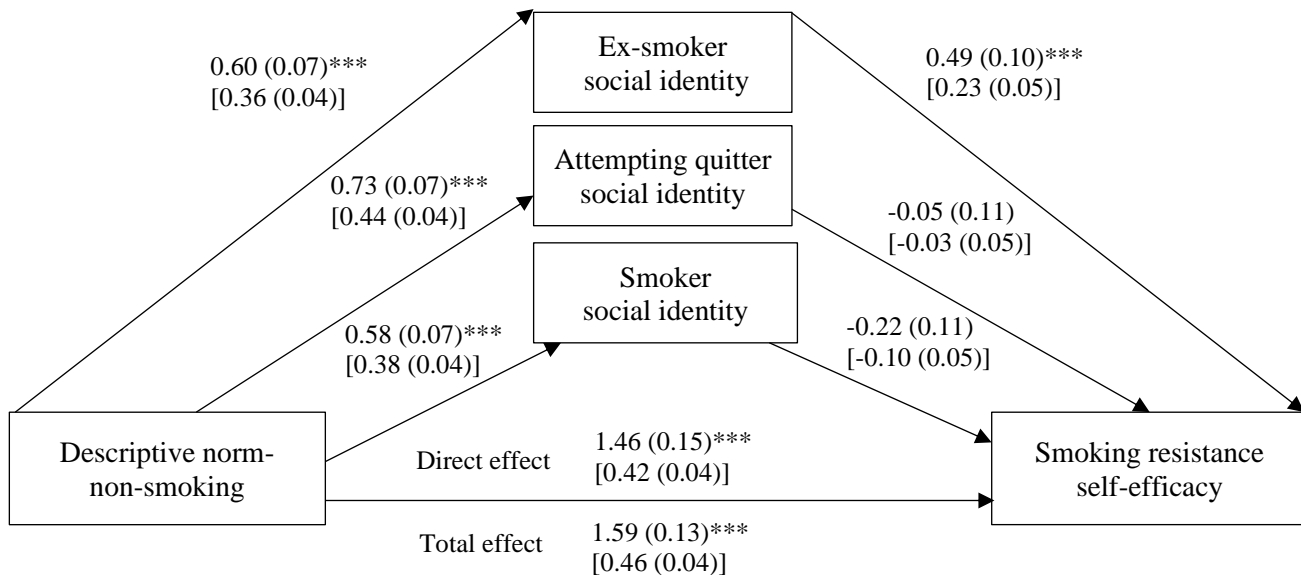 Ex-smoker
social identity
0.60 (0.07)***
[0.36 (0.04)]
0.49 (0.10)***
[0.23 (0.05)]
Attempting quitter
social identity
0.73 (0.07)***
[0.44 (0.04)]
-0.05 (0.11)
[-0.03 (0.05)]
Smoker
social identity
0.58 (0.07)***
[0.38 (0.04)]
-0.22 (0.11)
[-0.10 (0.05)]
Descriptive norm-
non-smoking
Direct effect
1.46 (0.15)***
[0.42 (0.04)]
Smoking resistance
self-efficacy
Total effect
1.59 (0.13)***
[0.46 (0.04)]